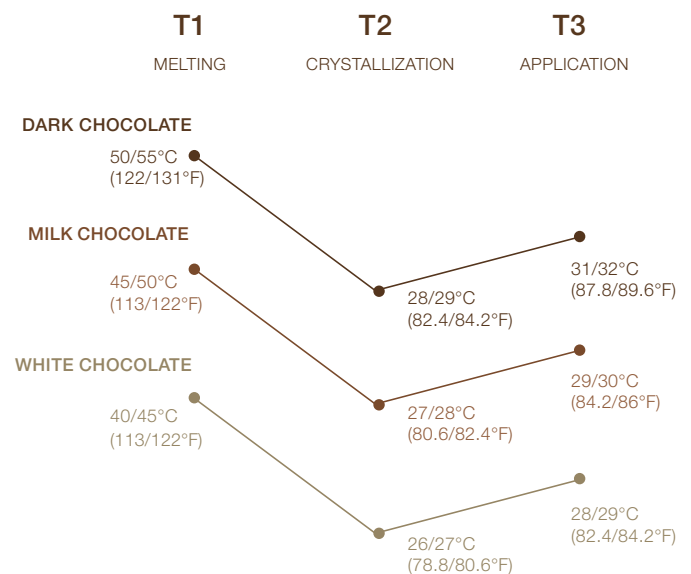 T1 T2 T3
MELTING CRYSTALLIZATION APPLICATION
DARK CHOCOLATE
50/55°C
(122/131°F)
28/29°C
(82.4/84.2°F)
31/32°C
(87.8/89.6°F)
MILK CHOCOLATE
45/50°C
(113/122°F)
27/28°C
(80.6/82.4°F)
29/30°C
(84.2/86°F)
WHITE CHOCOLATE
40/45°C
(113/122°F)
26/27°C
(78.8/80.6°F)
28/29°C
(82.4/84.2°F)